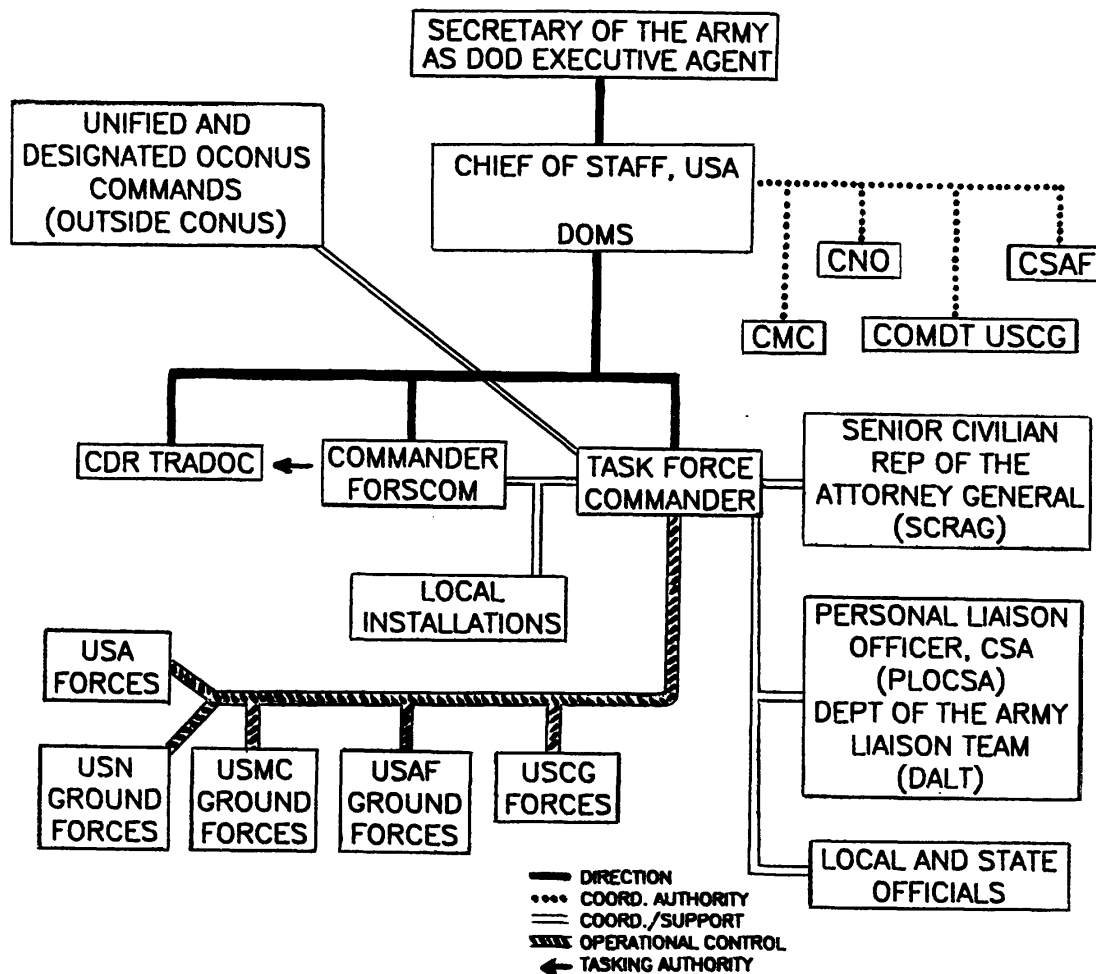 SECRETARY OF THE ARMY
AS DOD EXECUTIVE AGENT
UNIFIED AND
DESIGNATED OCONUS
COMMANDS
(OUTSIDE CONUS)
CHIEF OF STAFF, USA
DOMS
CNO
CSAF
CMC
COMDT USCG
CDR TRADOC
COMMANDER
FORSCOM
TASK FORCE
COMMANDER
SENIOR CIVILIAN
REP OF THE
ATTORNEY GENERAL
(SCRAG)
LOCAL
INSTALLATIONS
PERSONAL LIAISON
OFFICER, CSA
(PLOCSA)
DEPT OF THE ARMY
LIAISON TEAM
(DALT)
USA
FORCES
USN
GROUND
FORCES
USMC
GROUND
FORCES
USAF
GROUND
FORCES
USCG
FORCES
LOCAL AND STATE
OFFICIALS
DIRECTION
COORD. AUTHORITY
COORD./SUPPORT
OPERATIONAL CONTROL
TASKING AUTHORITY